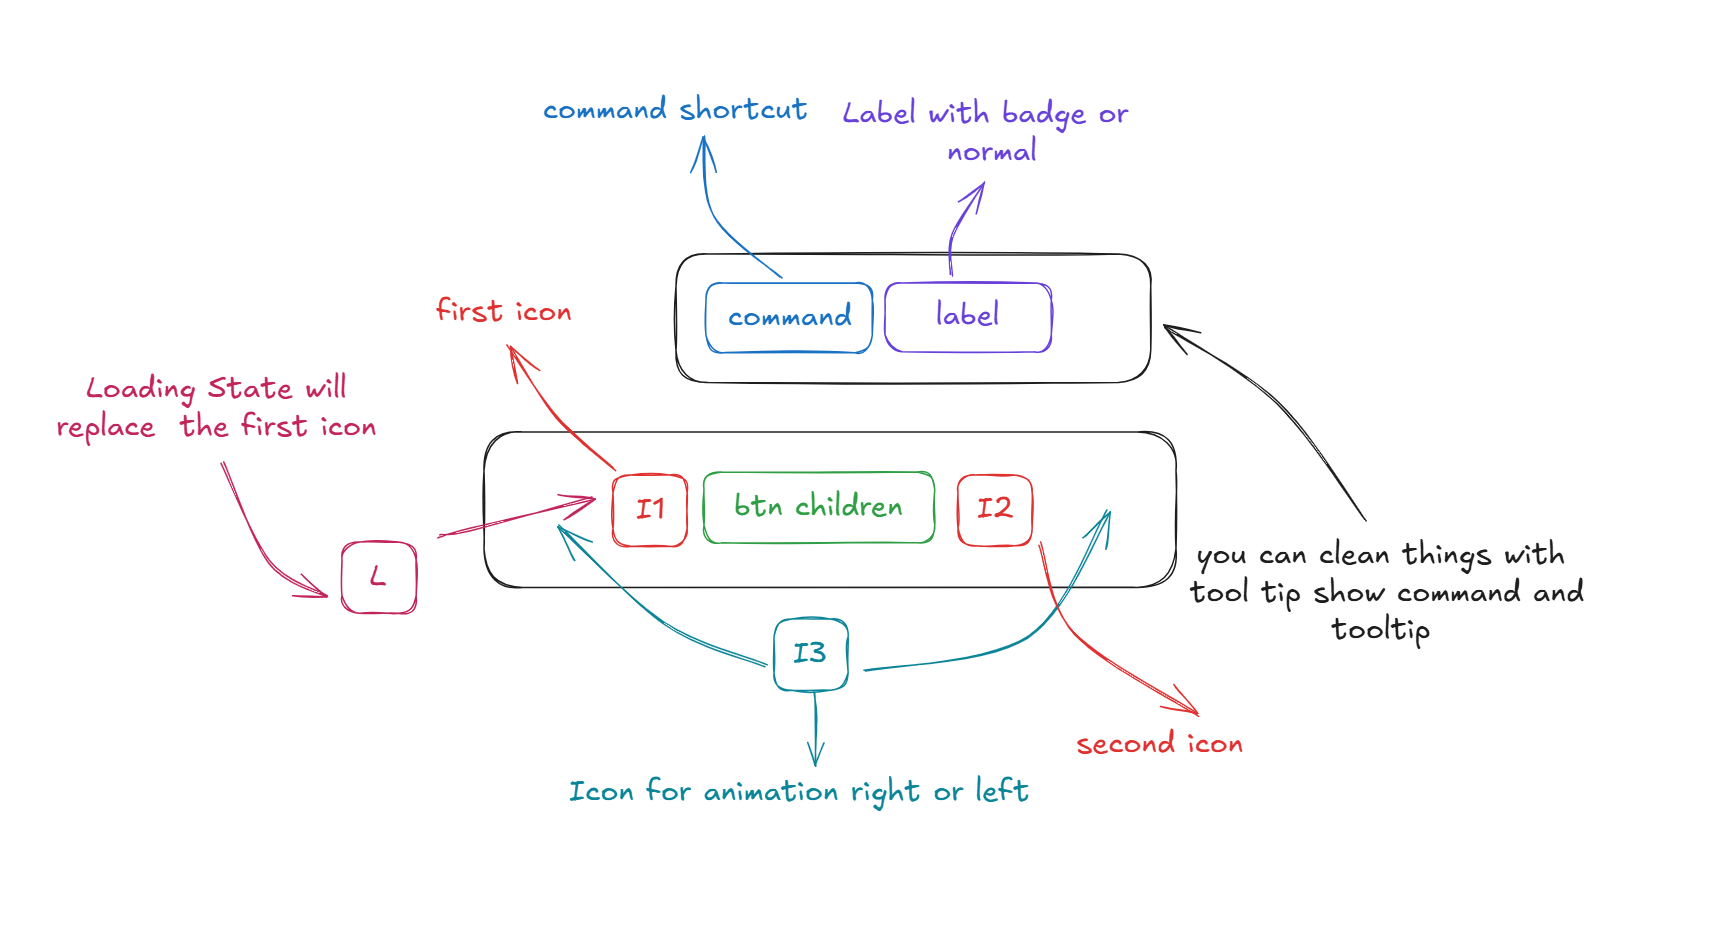 command shortcut
Label with badge or
normal
command
label
first icon
Loading State will
replace  the first icon
I1
btn children
I2
L
you can clean things with
tool tip show command and
tooltip
I3
second icon
Icon for animation right or left